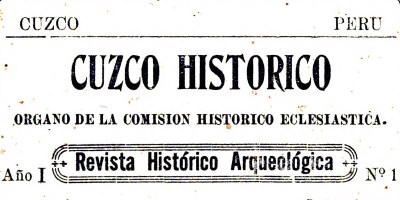 CUZCO PERU
CUZCO HISTORICO
ORGANO DE LA COMISION HISTORICO ECLESIASTICA.
Revista Histórico Arqueológica
Año I Nº 1